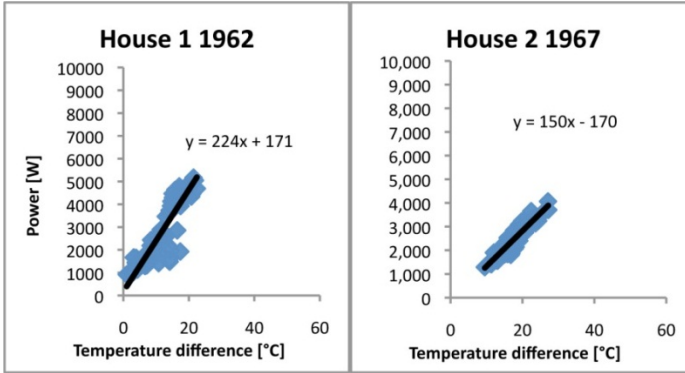 House 1 1962
10000
9000
8000
7000
6000
5000
4000
3000
2000
1000
0
Power [W]
y = 224x + 171
0 20 40 60
Temperature difference [°C]
House 2 1967
10,000
9,000
8,000
7,000
6,000
5,000
4,000
3,000
2,000
1,000
0
y = 150x - 170
0 20 40 60
Temperature difference [°C]